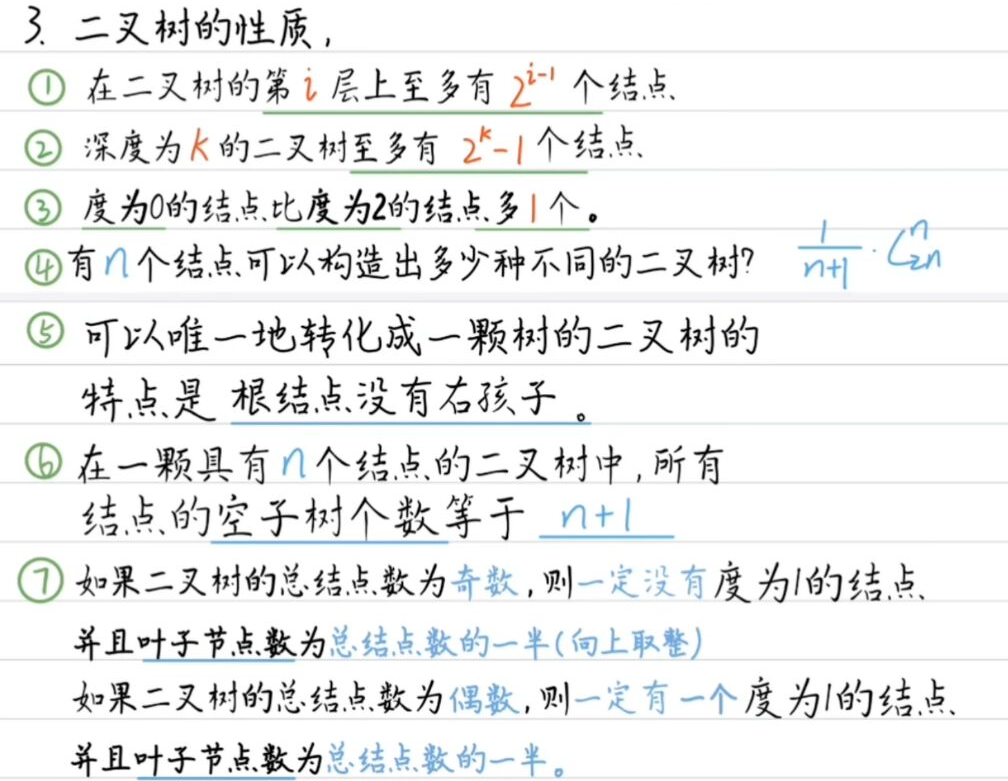 3. 二叉树的性质,
① 在二叉树的第 i 层上至多有 2^{i-1} 个结点
② 深度为 k 的二叉树至多有 2^k-1 个结点
③ 度为0的结点比度为2的结点多1个。
④ 有 n 个结点可以构造出多少种不同的二叉树? \frac{1}{n+1} · C_{2n}^{n}
⑤ 可以唯一地转化成一颗树的二叉树的
特点是 根结点没有右孩子。
⑥ 在一颗具有 n 个结点的二叉树中,所有
结点的空子树个数等于 n+1
⑦ 如果二叉树的总结点数为奇数,则一定没有度为1的结点
并且叶子节点数为总结点数的一半(向上取整)
如果二叉树的总结点数为偶数,则一定有一个度为1的结点
并且叶子节点数为总结点数的一半。